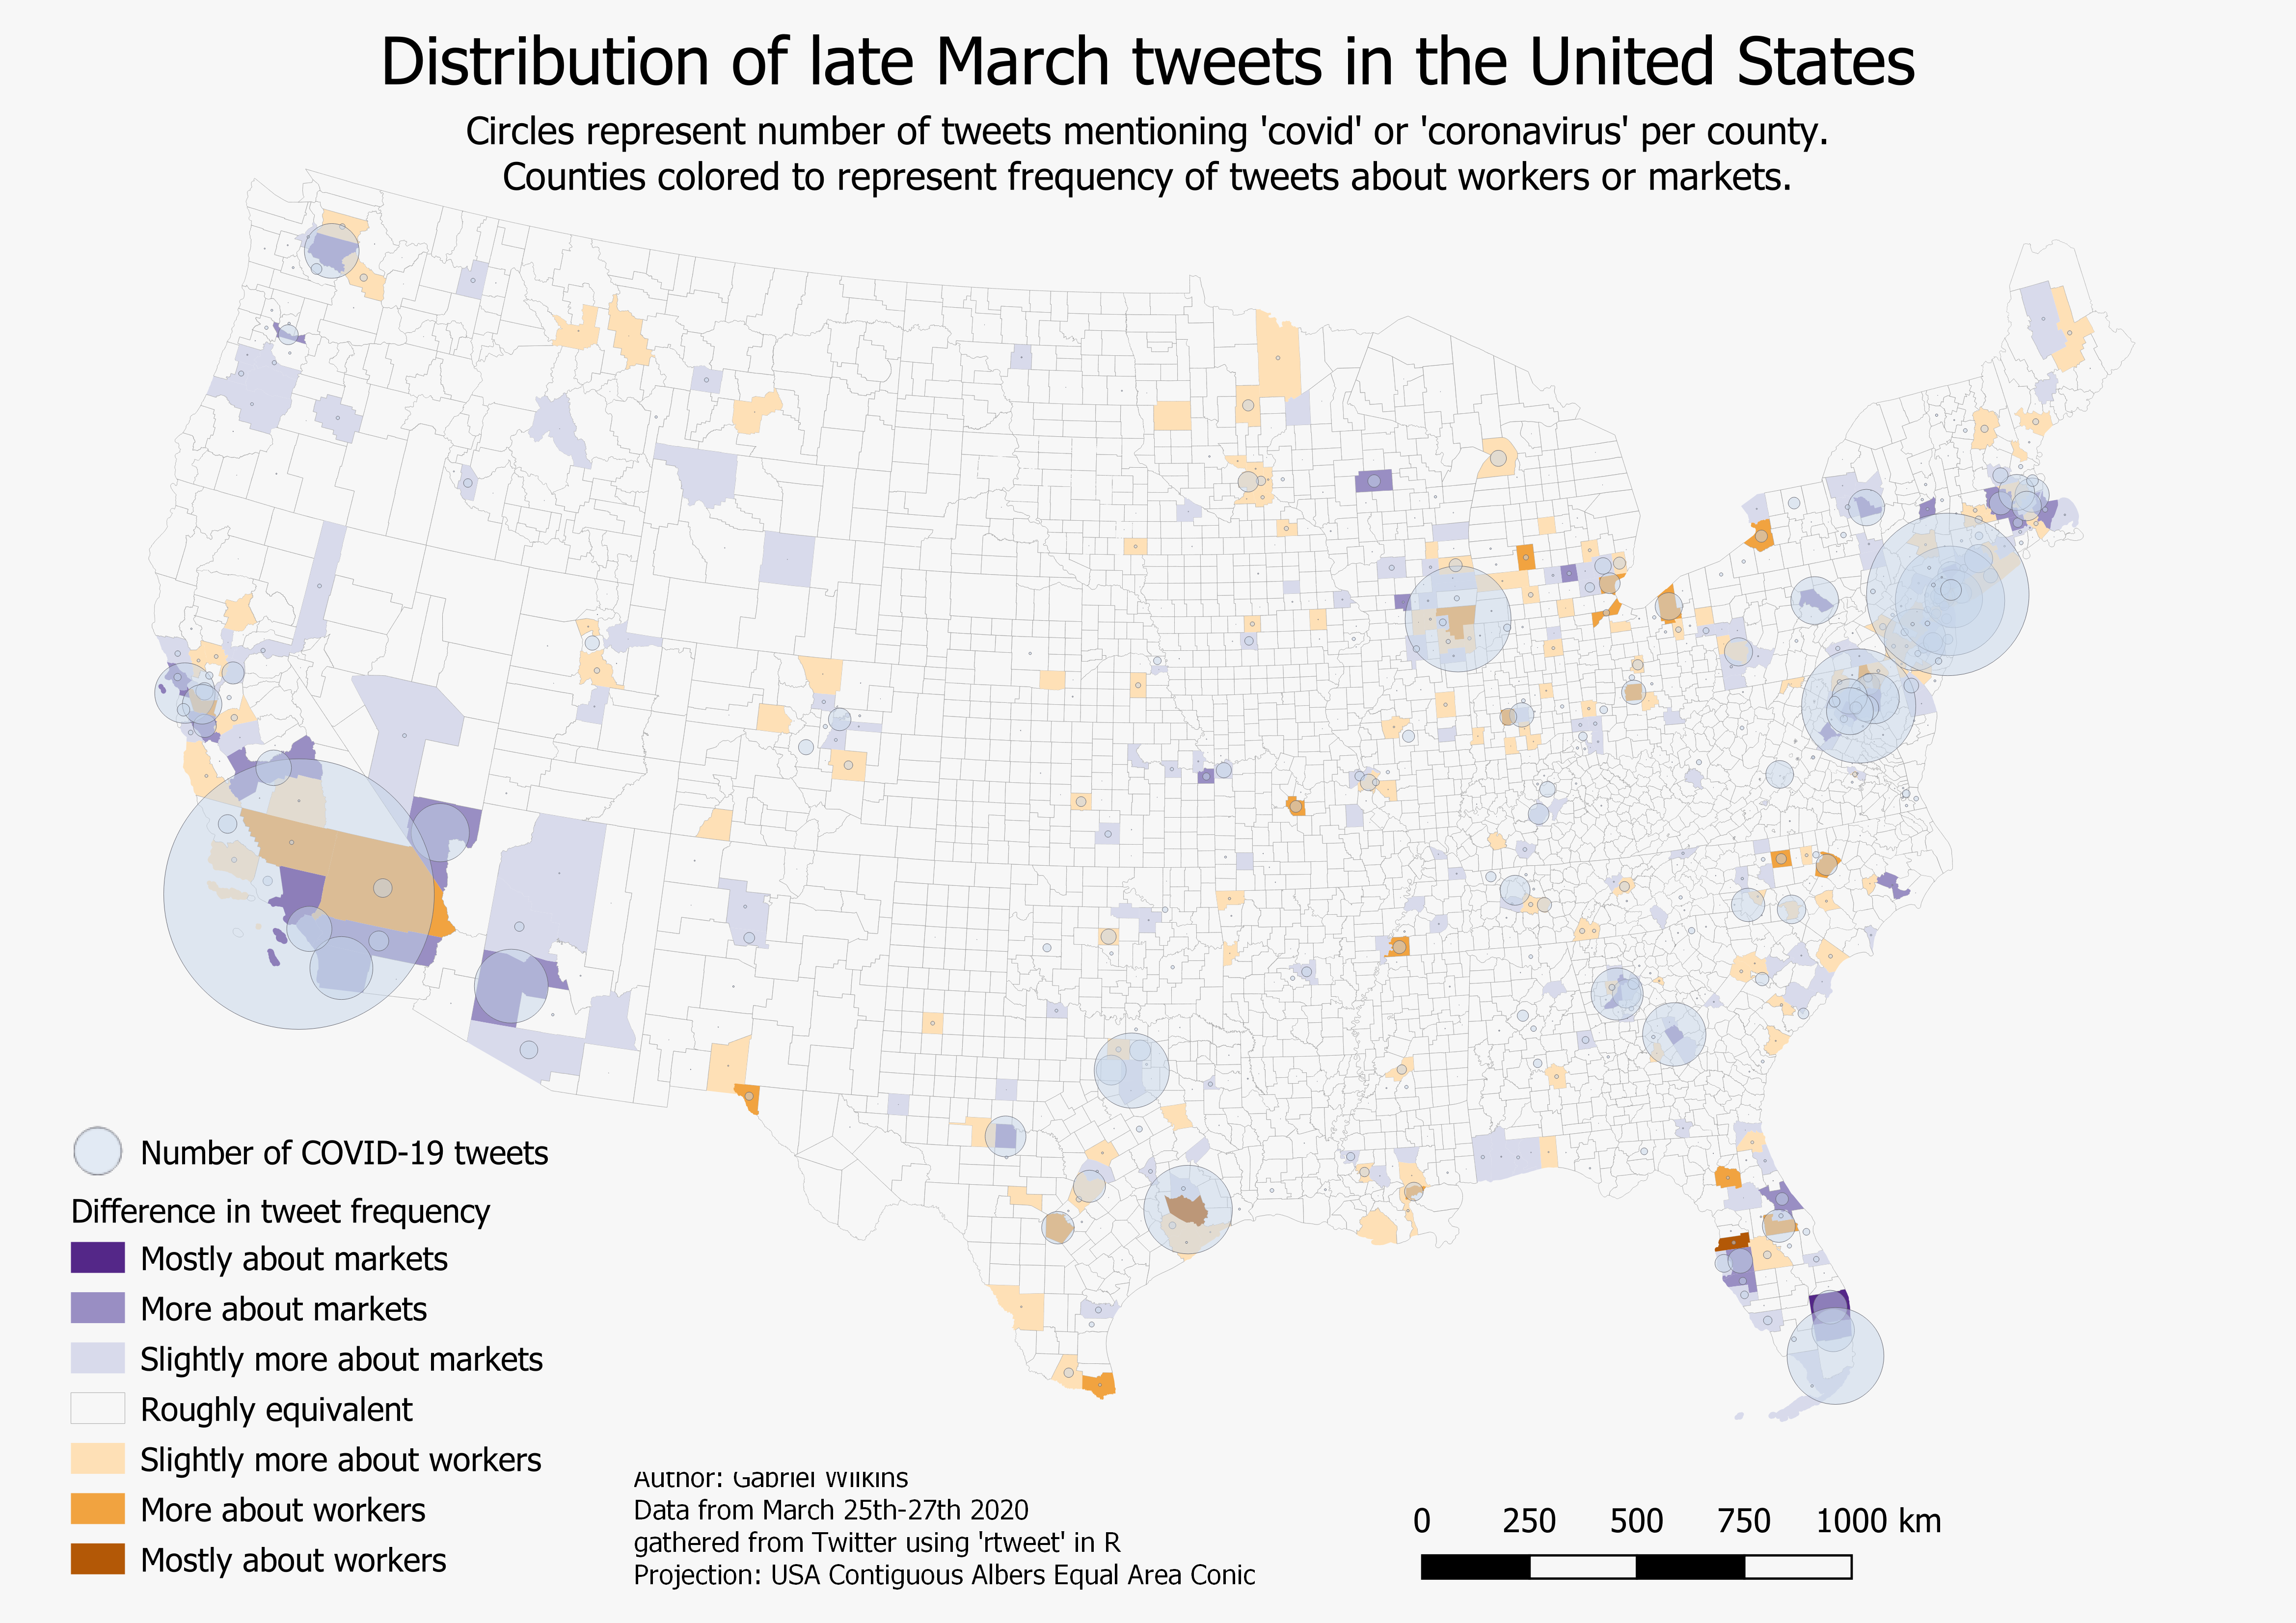 Distribution of late March tweets in the United States
Circles represent number of tweets mentioning 'covid' or 'coronavirus' per county.
Counties colored to represent frequency of tweets about workers or markets.
Number of COVID-19 tweets
Difference in tweet frequency
Mostly about markets
More about markets
Slightly more about markets
Roughly equivalent
Slightly more about workers
More about workers
Mostly about workers
Author: Gabriel Wilkins
Data from March 25th-27th 2020
gathered from Twitter using 'rtweet' in R
Projection: USA Contiguous Albers Equal Area Conic
0 250 500 750 1000 km